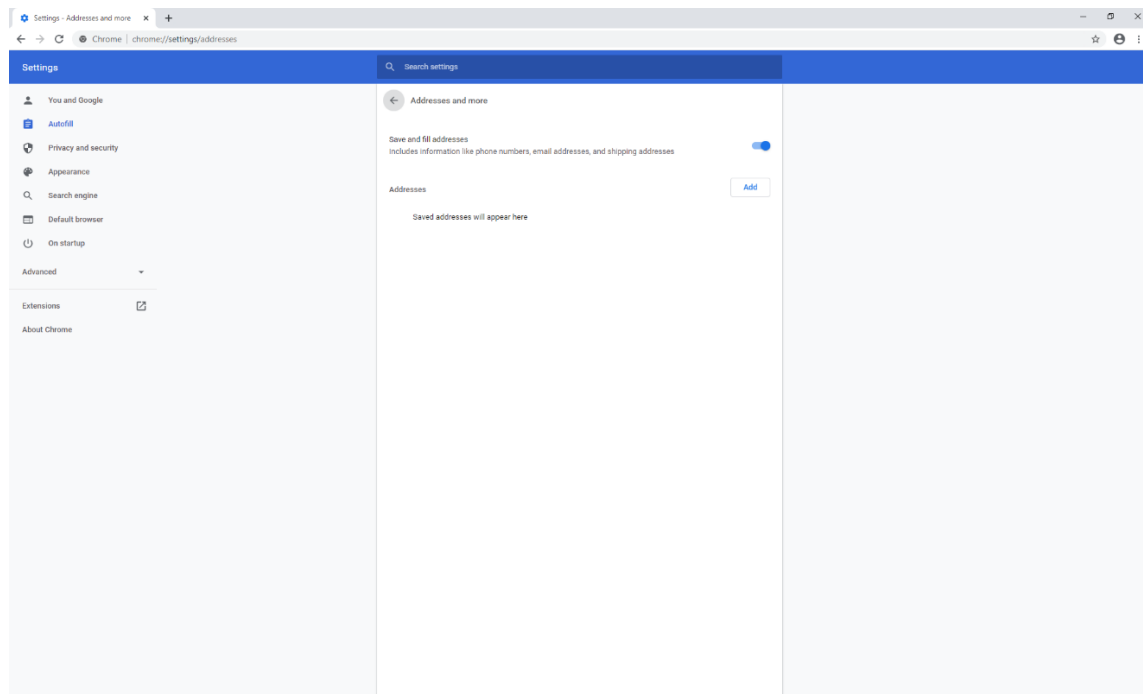 Settings - Addresses and more
Chrome | chrome://settings/addresses
Settings
Search settings
You and Google
Autofill
Privacy and security
Appearance
Search engine
Default browser
On startup
Advanced
Extensions
About Chrome
Addresses and more
Save and fill addresses
Includes information like phone numbers, email addresses, and shipping addresses
Addresses
Add
Saved addresses will appear here